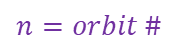 n = orbit #